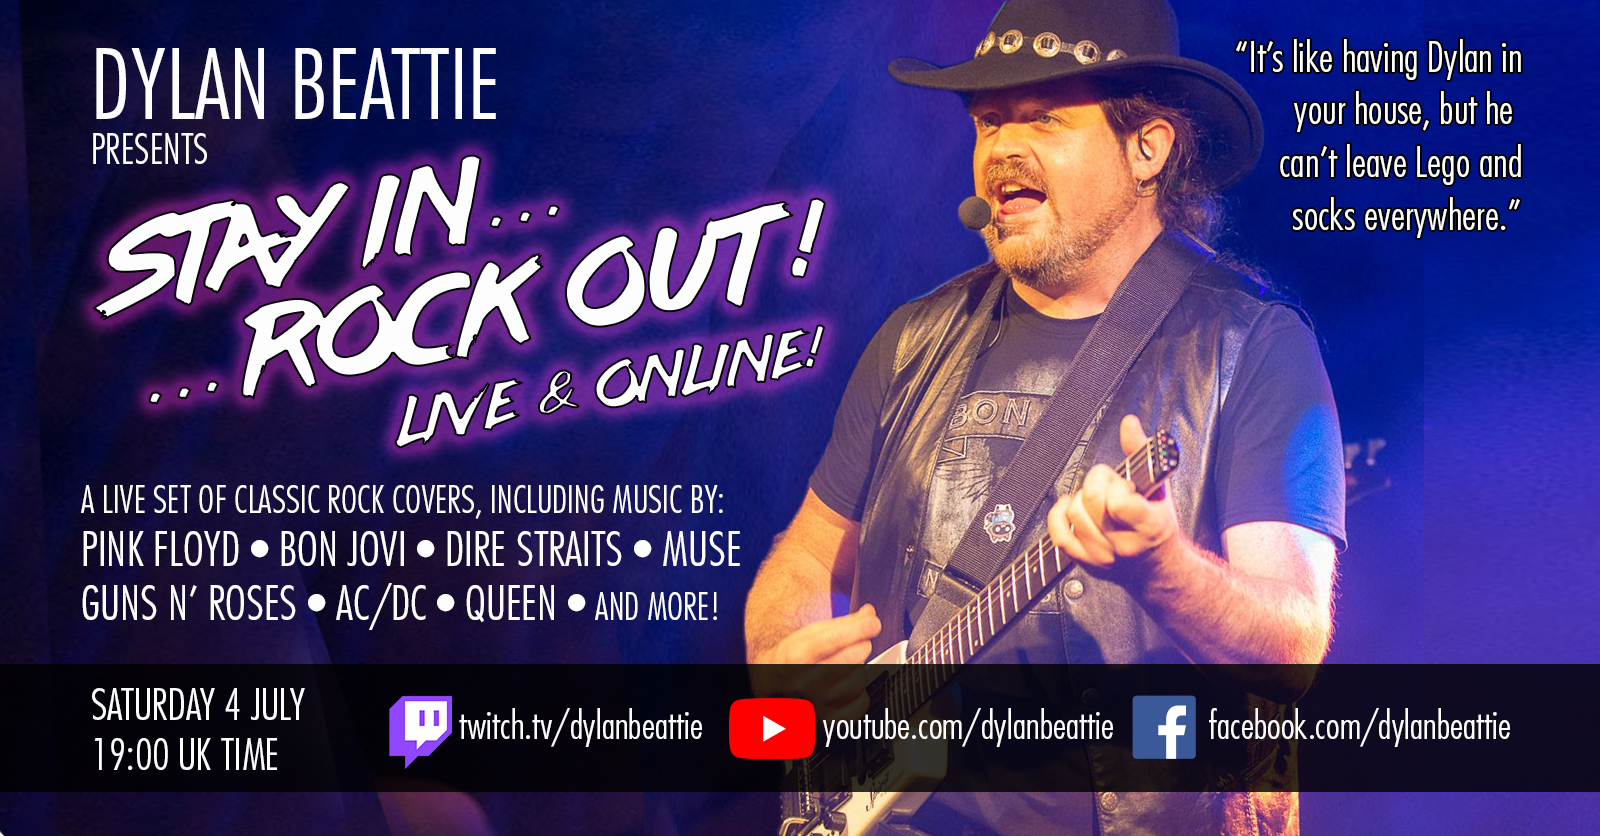 DYLAN BEATTIE
PRESENTS
STAY IN...
...ROCK OUT!
LIVE & ONLINE!
"It's like having Dylan in
your house, but he
can't leave Lego and
socks everywhere."
A LIVE SET OF CLASSIC ROCK COVERS, INCLUDING MUSIC BY:
PINK FLOYD • BON JOVI • DIRE STRAITS • MUSE
GUNS N' ROSES • AC/DC • QUEEN • AND MORE!
BON
SATURDAY 4 JULY
19:00 UK TIME
twitch.tv/dylanbeattie
youtube.com/dylanbeattie
facebook.com/dylanbeattie